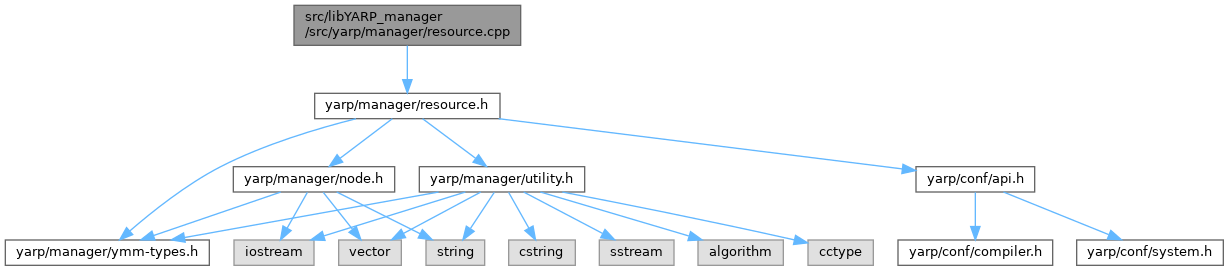 src/libYARP_manager
/src/yarp/manager/resource.cpp
yarp/manager/resource.h
yarp/manager/node.h
yarp/manager/utility.h
yarp/conf/api.h
yarp/manager/ymm-types.h
iostream
vector
string
cstring
sstream
algorithm
cctype
yarp/conf/compiler.h
yarp/conf/system.h